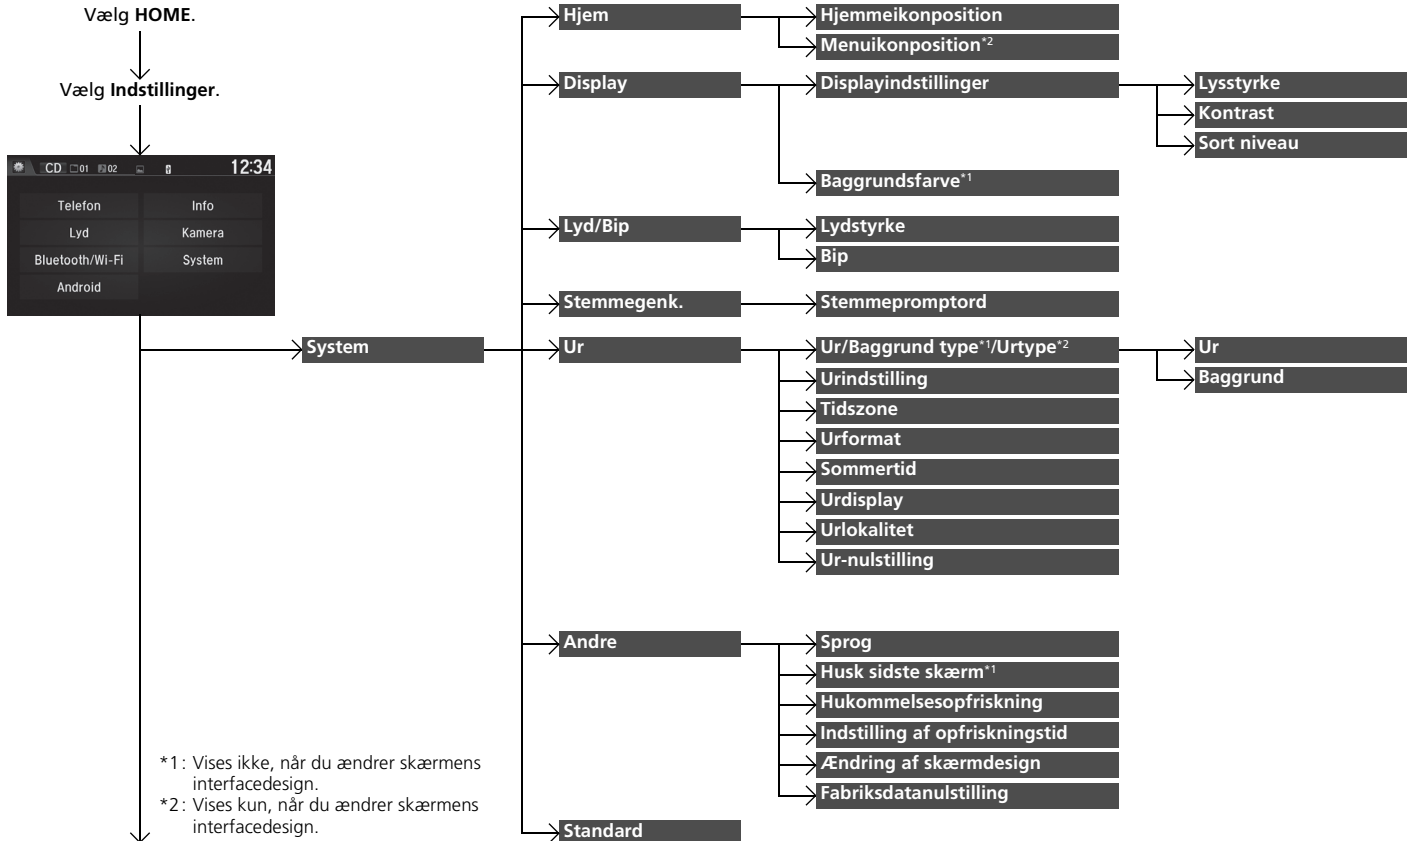 Vælg HOME.
Vælg Indstillinger.
CD 01 02 12:34
Telefon Info
Lyd Kamera
Bluetooth/Wi-Fi System
Android
System
Hjem
Hjemmeikonposition
Menuikonposition*2
Display
Displayindstillinger
Lysstyrke
Kontrast
Sort niveau
Baggrundsfarve*1
Lyd/Bip
Lydstyrke
Bip
Stemmegenk.
Stemmepromptord
Ur
Ur/Baggrund type*1/Urtype*2
Ur
Baggrund
Urindstilling
Tidszone
Urformat
Sommertid
Urdisplay
Urlokalitet
Ur-nulstilling
Andre
Sprog
Husk sidste skærm*1
Hukommelsesopfriskning
Indstilling af opfriskningstid
Ændring af skærmdesign
Fabriksdatanulstilling
Standard
*1: Vises ikke, når du ændrer skærmens
interfacedesign.
*2: Vises kun, når du ændrer skærmens
interfacedesign.